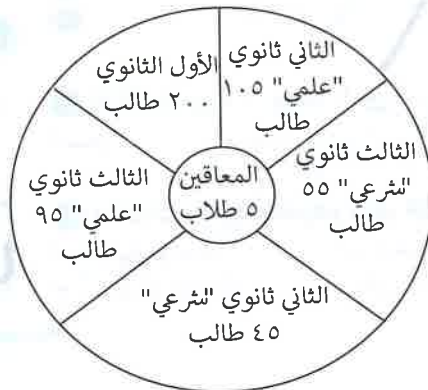 الأول الثانوي
٢٠٠ طالب
الثاني ثانوي
"علمي" ١٠٥
طالب
الثالث ثانوي
"شرعي" ٥٥
طالب
الثاني ثانوي "شرعي"
٤٥ طالب
الثالث ثانوي
"علمي" ٩٥
طالب
المعاقين
٥ طلاب